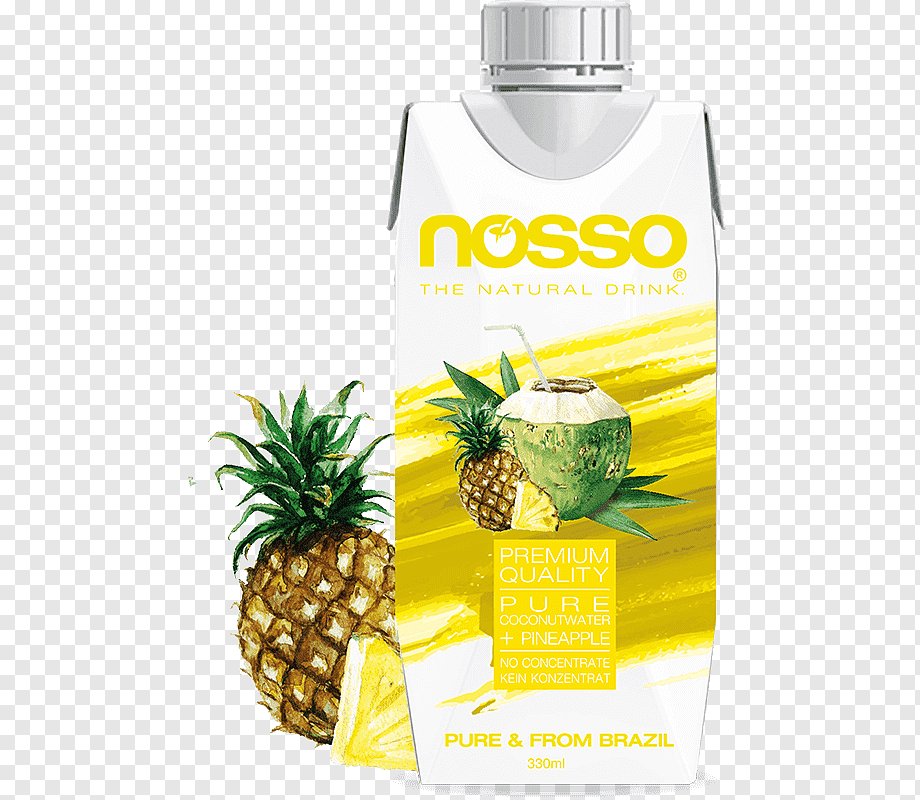 nosso®
THE NATURAL DRINK.
PREMIUM
QUALITY
PURE
COCONUTWATER
+ PINEAPPLE
NO CONCENTRATE
KEIN KONZENTRAT
PURE & FROM BRAZIL
330ml